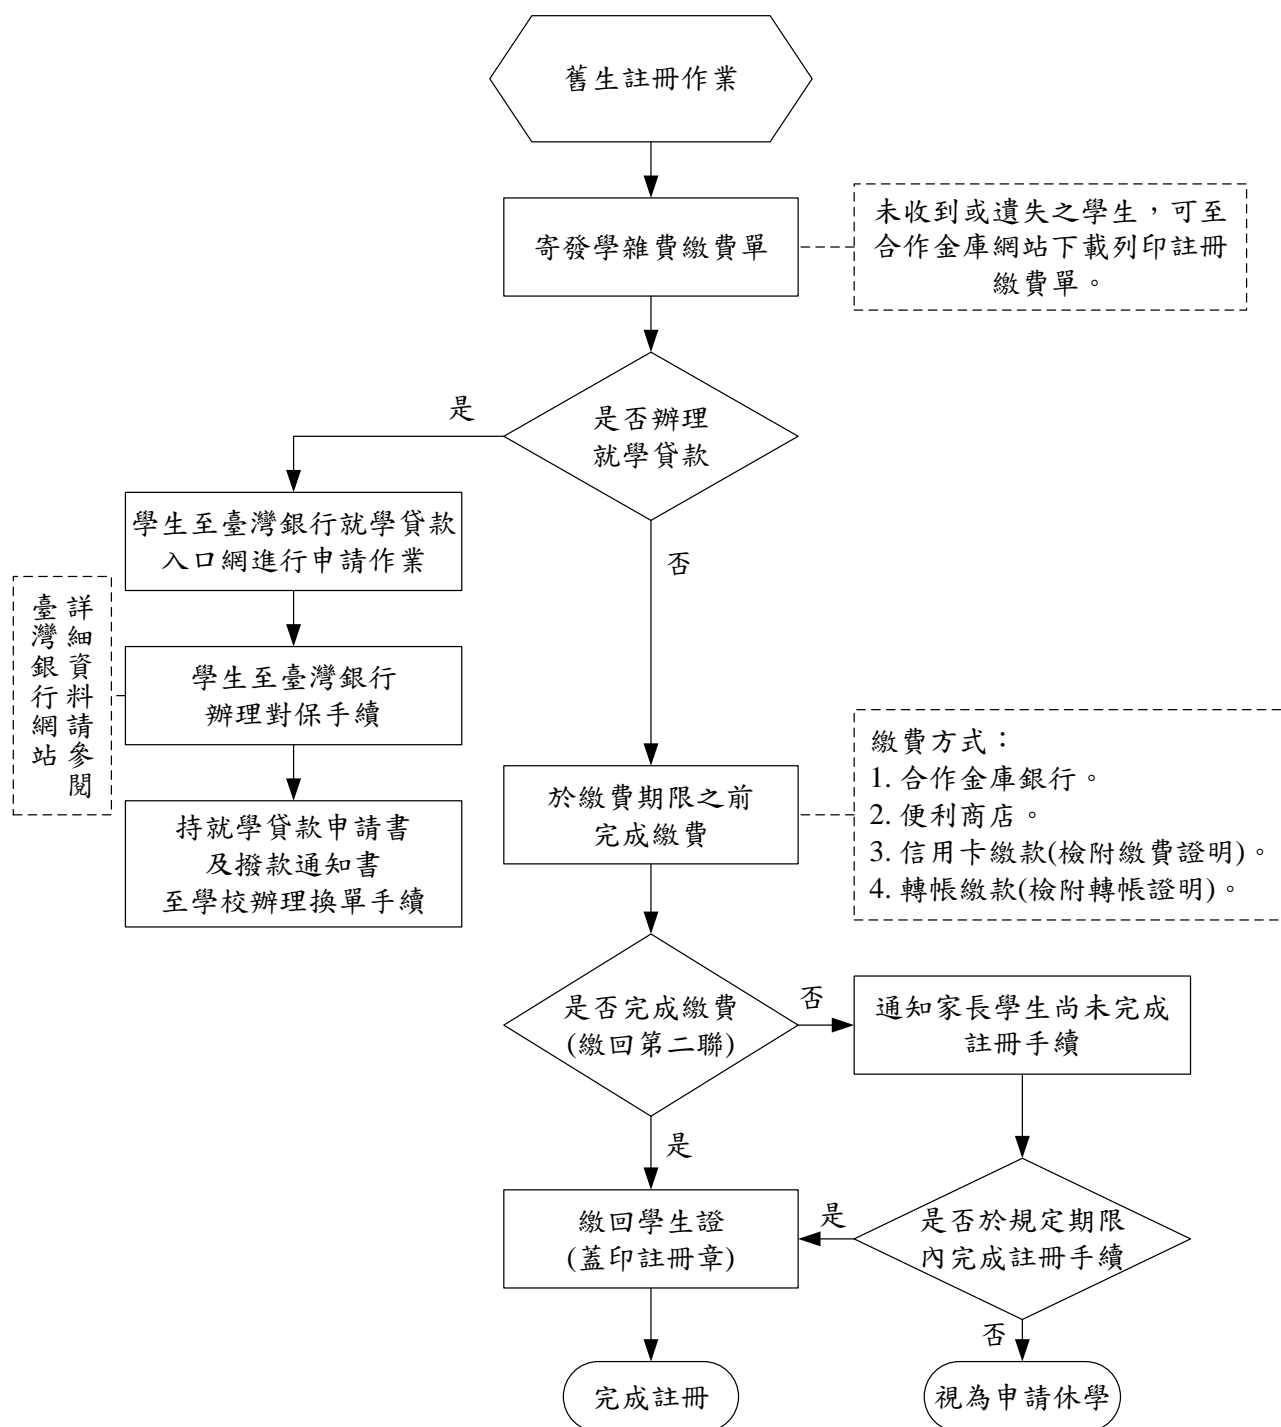 舊生註冊作業
寄發學雜費繳費單
未收到或遺失之學生，可至
合作金庫網站下載列印註冊
繳費單。
是否辦理
就學貸款
是
否
學生至臺灣銀行就學貸款
入口網進行申請作業
學生至臺灣銀行
辦理對保手續
詳細資料請參閱
臺灣銀行網站
持就學貸款申請書
及撥款通知書
至學校辦理換單手續
於繳費期限之前
完成繳費
繳費方式：
1. 合作金庫銀行。
2. 便利商店。
3. 信用卡繳款(檢附繳費證明)。
4. 轉帳繳款(檢附轉帳證明)。
是否完成繳費
(繳回第二聯)
否
通知家長學生尚未完成
註冊手續
是
繳回學生證
(蓋印註冊章)
是
是否於規定期限
內完成註冊手續
否
完成註冊
視為申請休學